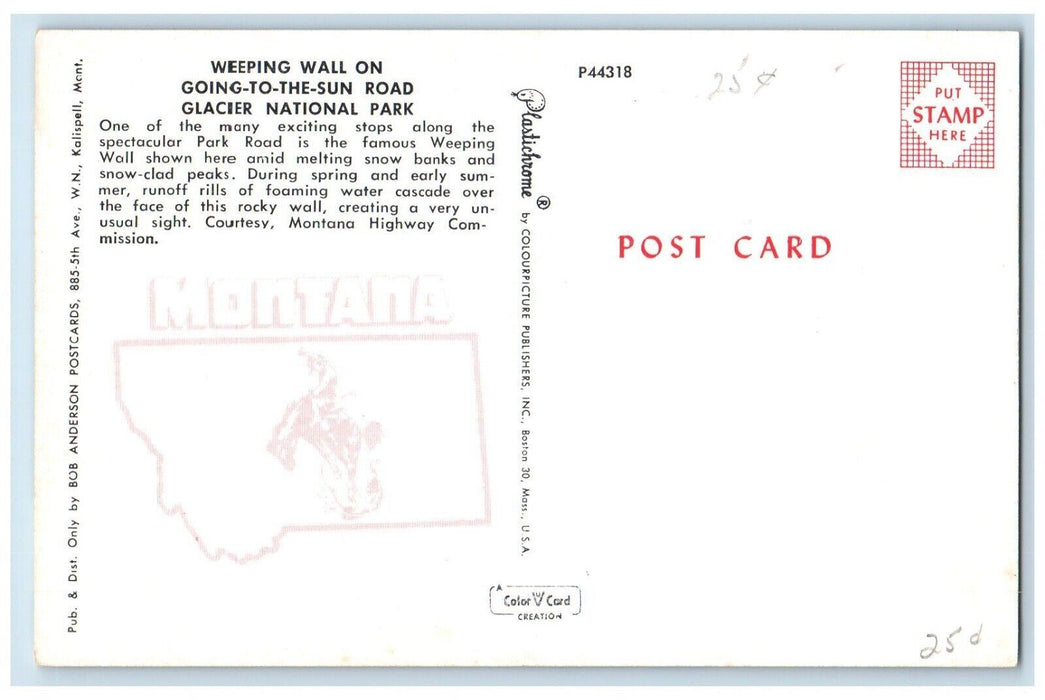 WEEPING WALL ON
GOING-TO-THE-SUN ROAD
GLACIER NATIONAL PARK
One of the many exciting stops along the
spectacular Park Road is the famous Weeping
Wall shown here amid melting snow banks and
snow-clad peaks. During spring and early sum-
mer, runoff rills of foaming water cascade over
the face of this rocky wall, creating a very un-
usual sight. Courtesy, Montana Highway Com-
mission.
MONTANA
Pub. & Dist. Only by BOB ANDERSON POSTCARDS, 885-5th Ave., W.N., Kalispell, Mont.
Plastichrome ® by COLOURPICTURE PUBLISHERS, INC., Boston 30, Mass., U.S.A.
A
Color W Card
CREATION
P44318
25¢
PUT
STAMP
HERE
POST CARD
25¢